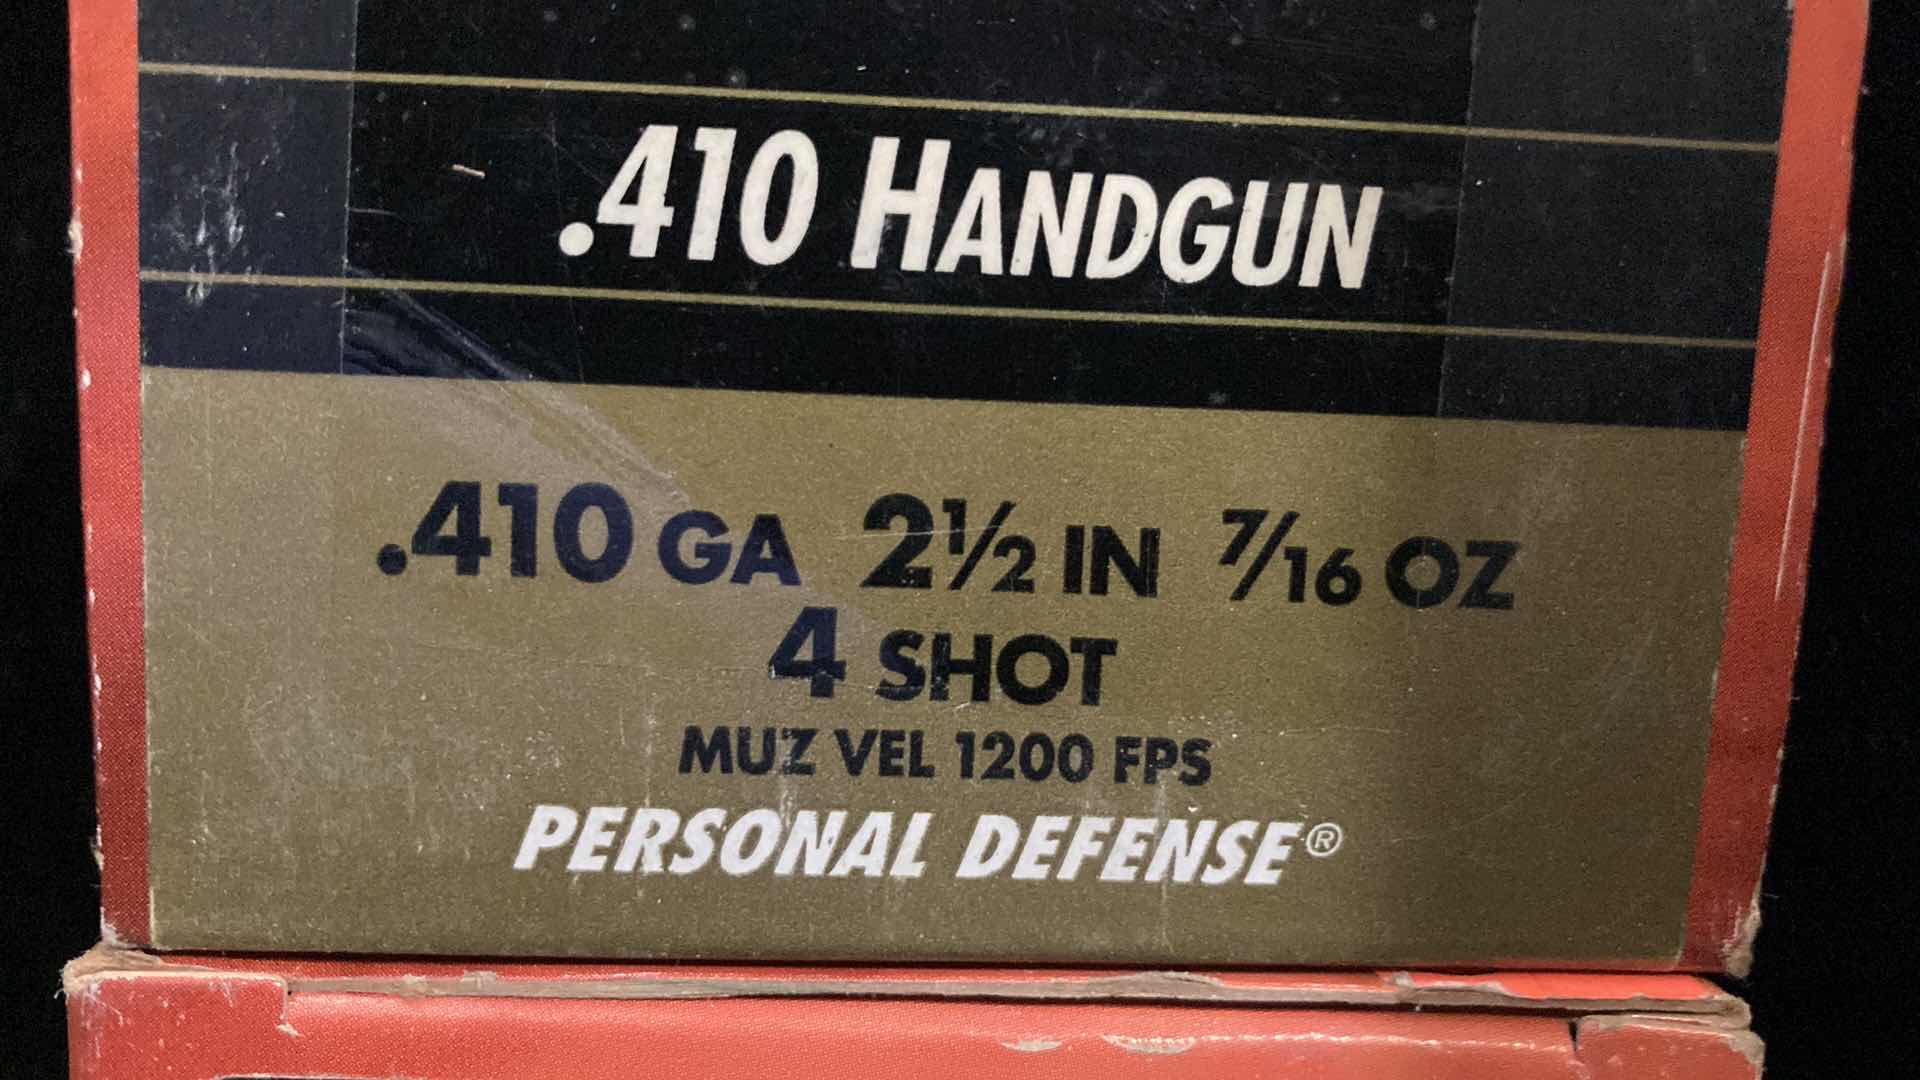 .410 HANDGUN
.410 GA 2½ IN 7/16 OZ
4 SHOT
MUZ VEL 1200 FPS
PERSONAL DEFENSE®